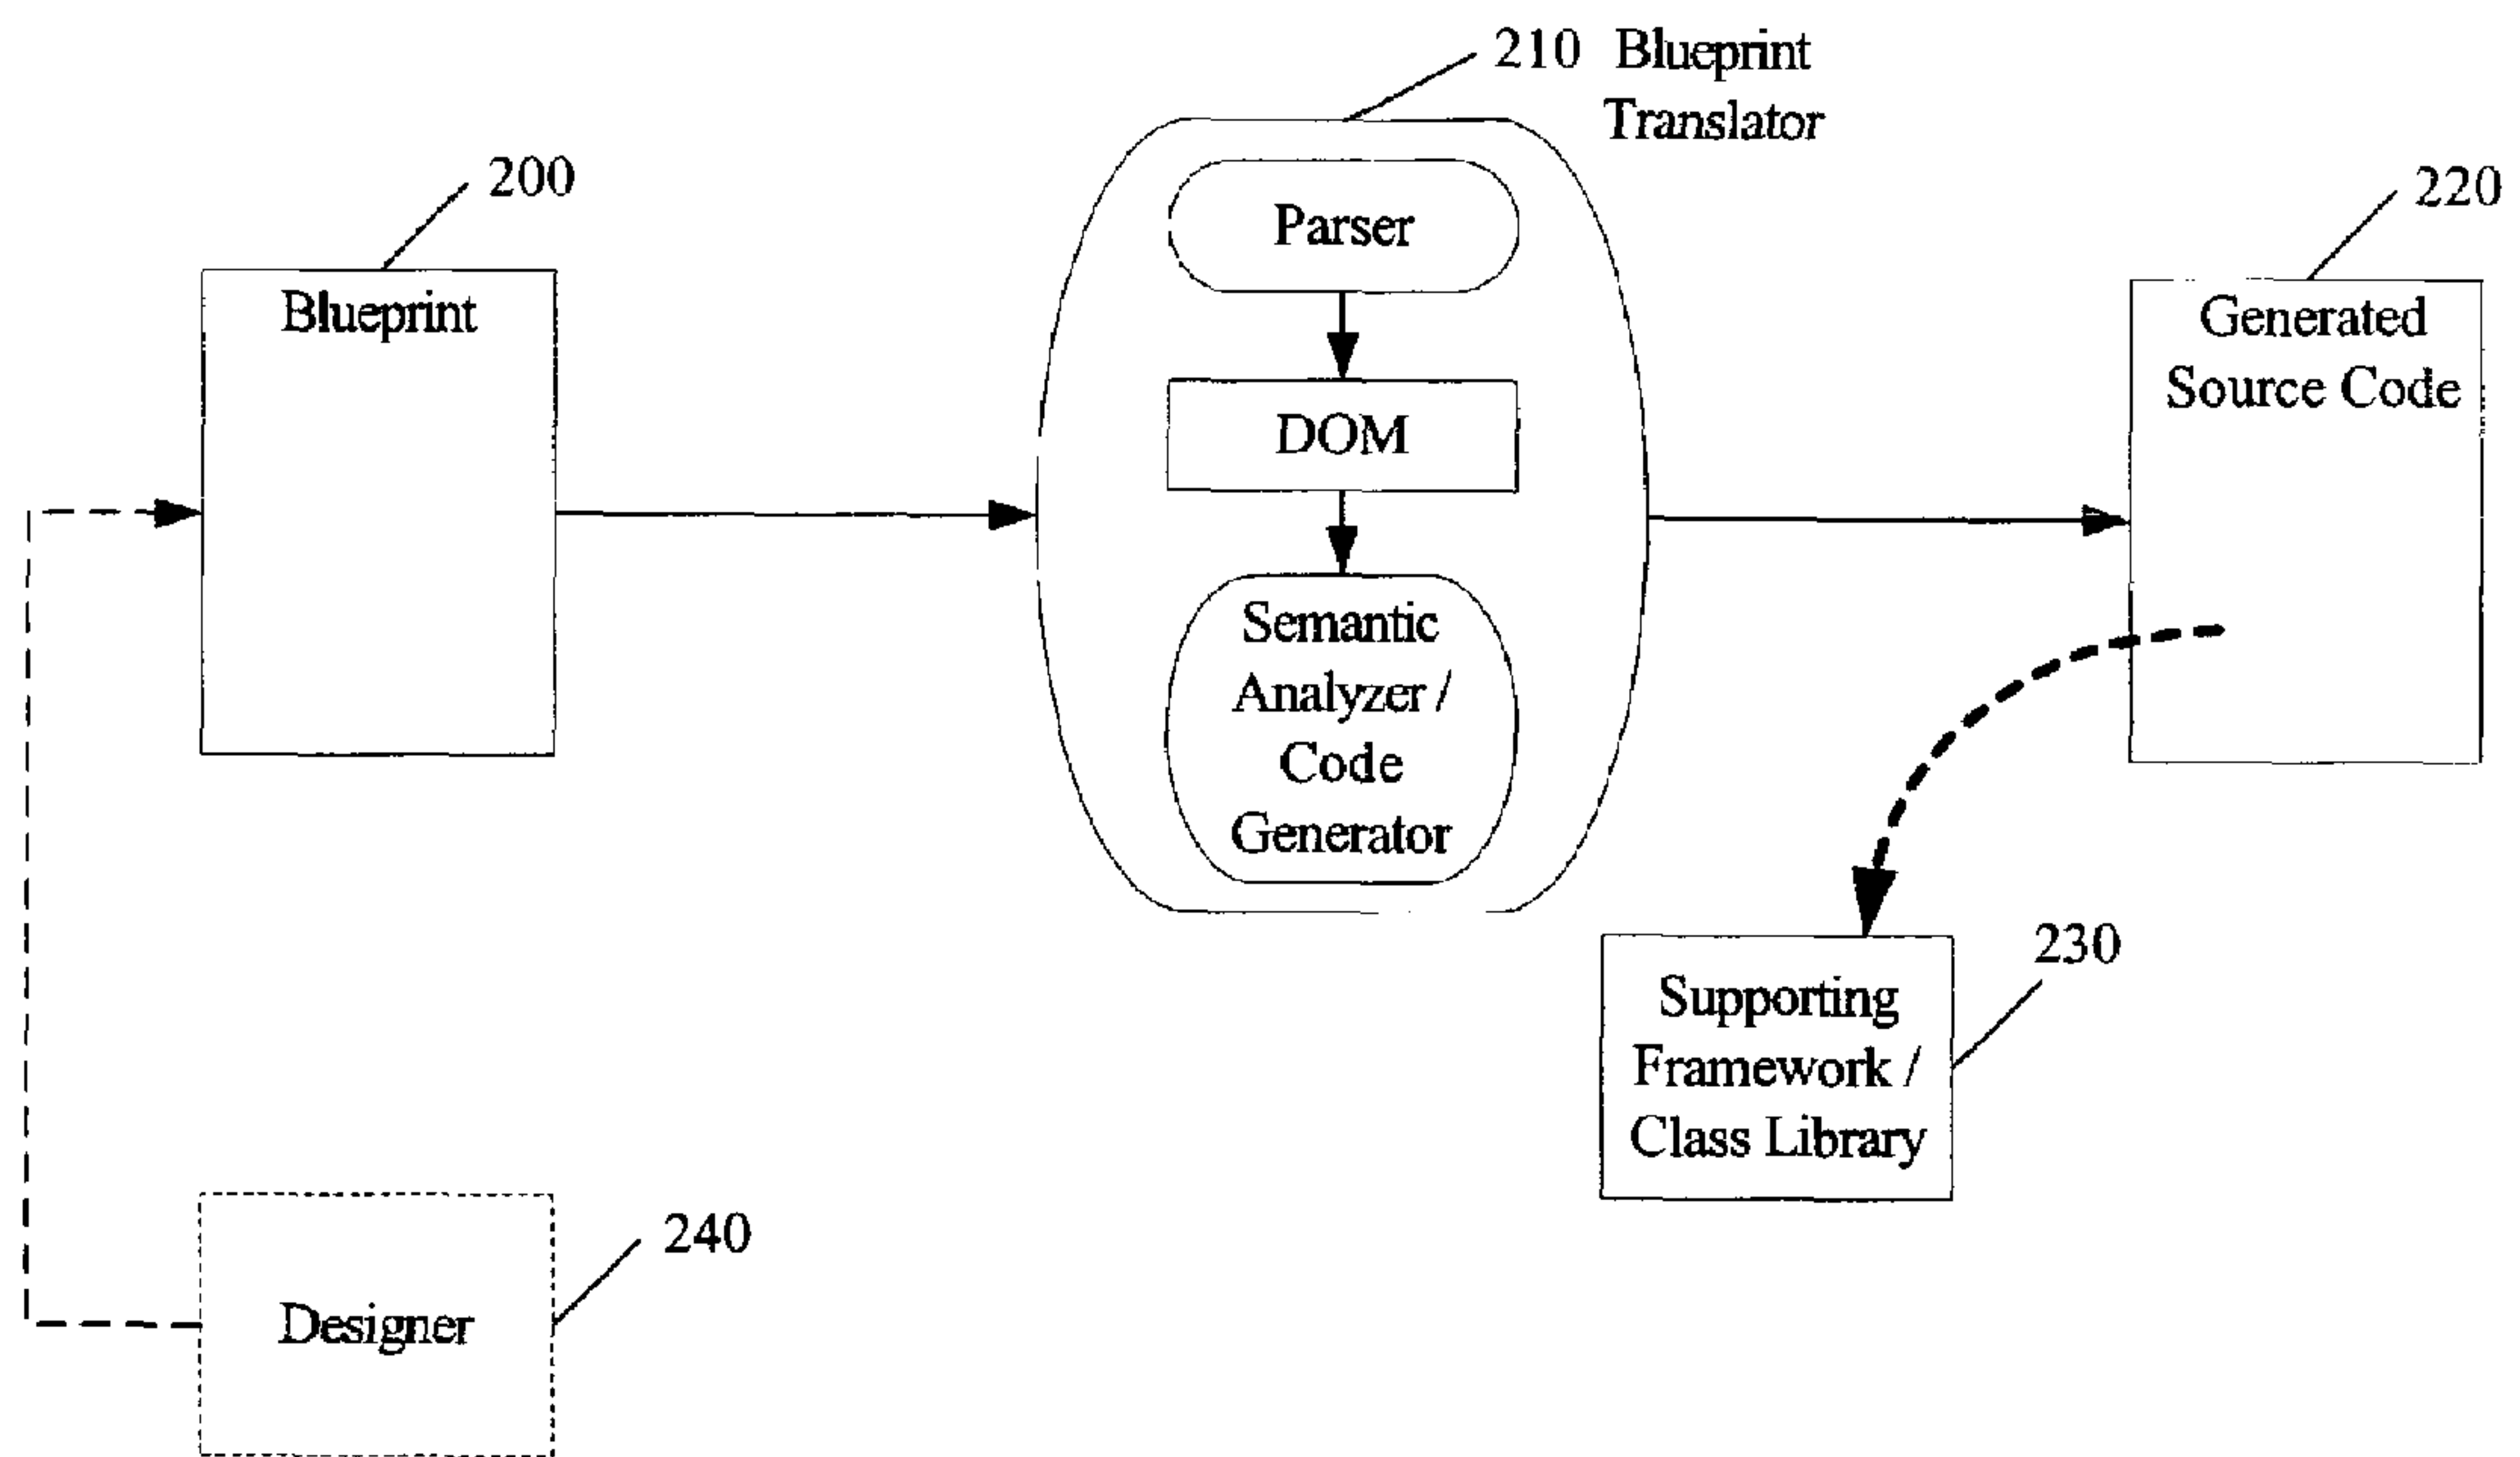 210 Blueprint
Translator
200
220
Parser
Blueprint
Generated
Source Code
DOM
Semantic
Analyzer /
Code
Generator
230
Supporting
Framework /
Class Library
240
Designer